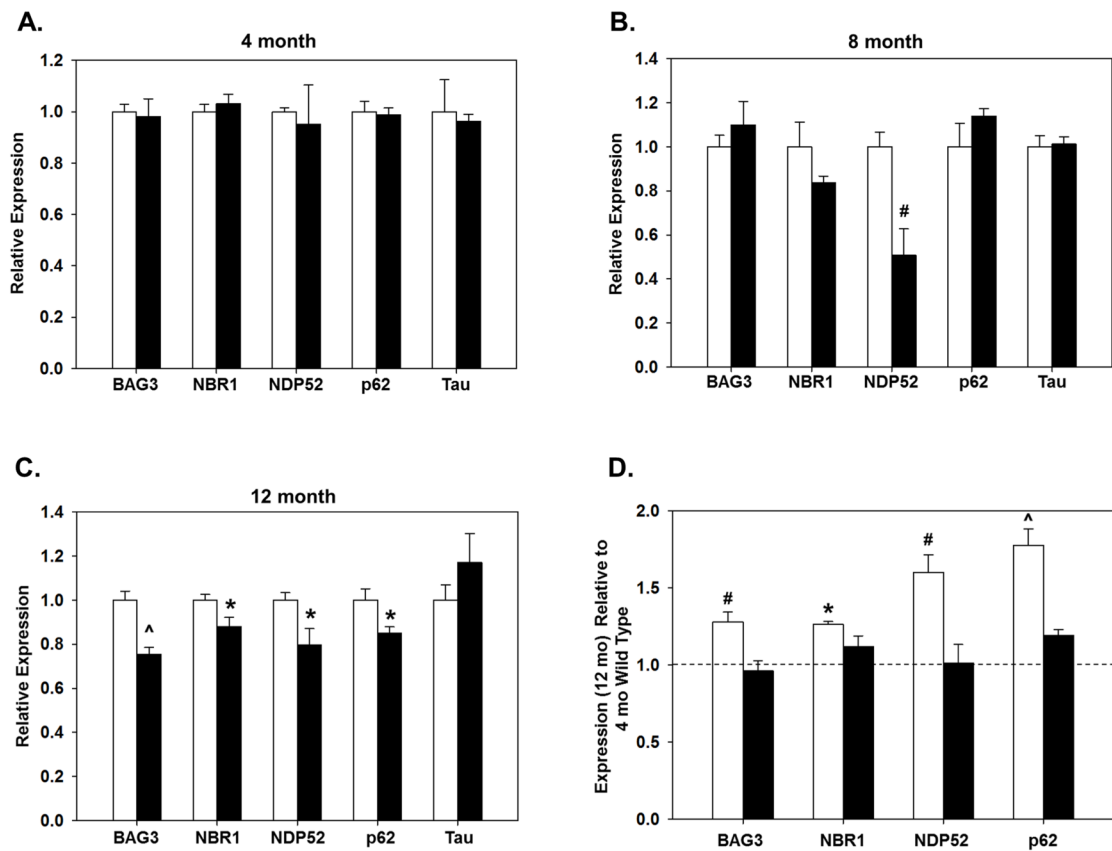 A.
4 month
Relative Expression
1.2
1.0
0.8
0.6
0.4
0.2
0.0
BAG3 NBR1 NDP52 p62 Tau
B.
8 month
Relative Expression
1.4
1.2
1.0
0.8
0.6
0.4
0.2
0.0
#
BAG3 NBR1 NDP52 p62 Tau
C.
12 month
Relative Expression
1.4
1.2
1.0
0.8
0.6
0.4
0.2
0.0
^ * * *
BAG3 NBR1 NDP52 p62 Tau
D.
Expression (12 mo) Relative to
4 mo Wild Type
2.0
1.5
1.0
0.5
0.0
# * # ^
BAG3 NBR1 NDP52 p62